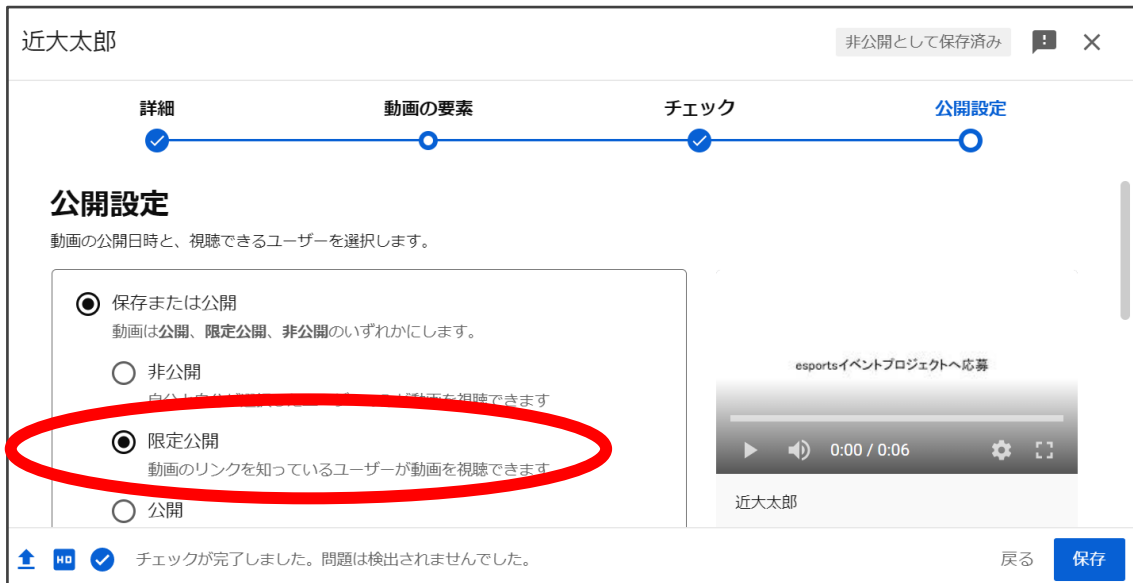 近大太郎
非公開として保存済み
詳細
動画の要素
チェック
公開設定
公開設定
動画の公開日時と、視聴できるユーザーを選択します。
保存または公開
動画は公開、限定公開、非公開のいずれかにします。
非公開
動画を視聴できます
限定公開
動画のリンクを知っているユーザーが動画を視聴できます
公開
esportsイベントプロジェクトへ応募
0:00 / 0:06
近大太郎
HD
チェックが完了しました。問題は検出されませんでした。
戻る
保存